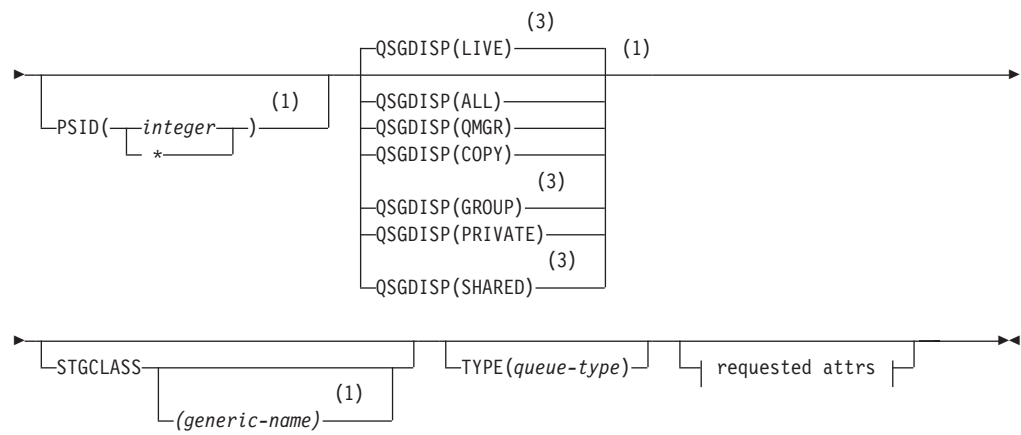 (3)
QSGDISP(LIVE) (1)
QSGDISP(ALL)
(1)
PSID( integer ) QSGDISP(QMGR)
* QSGDISP(COPY)
(3)
QSGDISP(GROUP)
QSGDISP(PRIVATE)
(3)
QSGDISP(SHARED)
STGCLASS TYPE(queue-type) requested attrs
(1)
(generic-name)